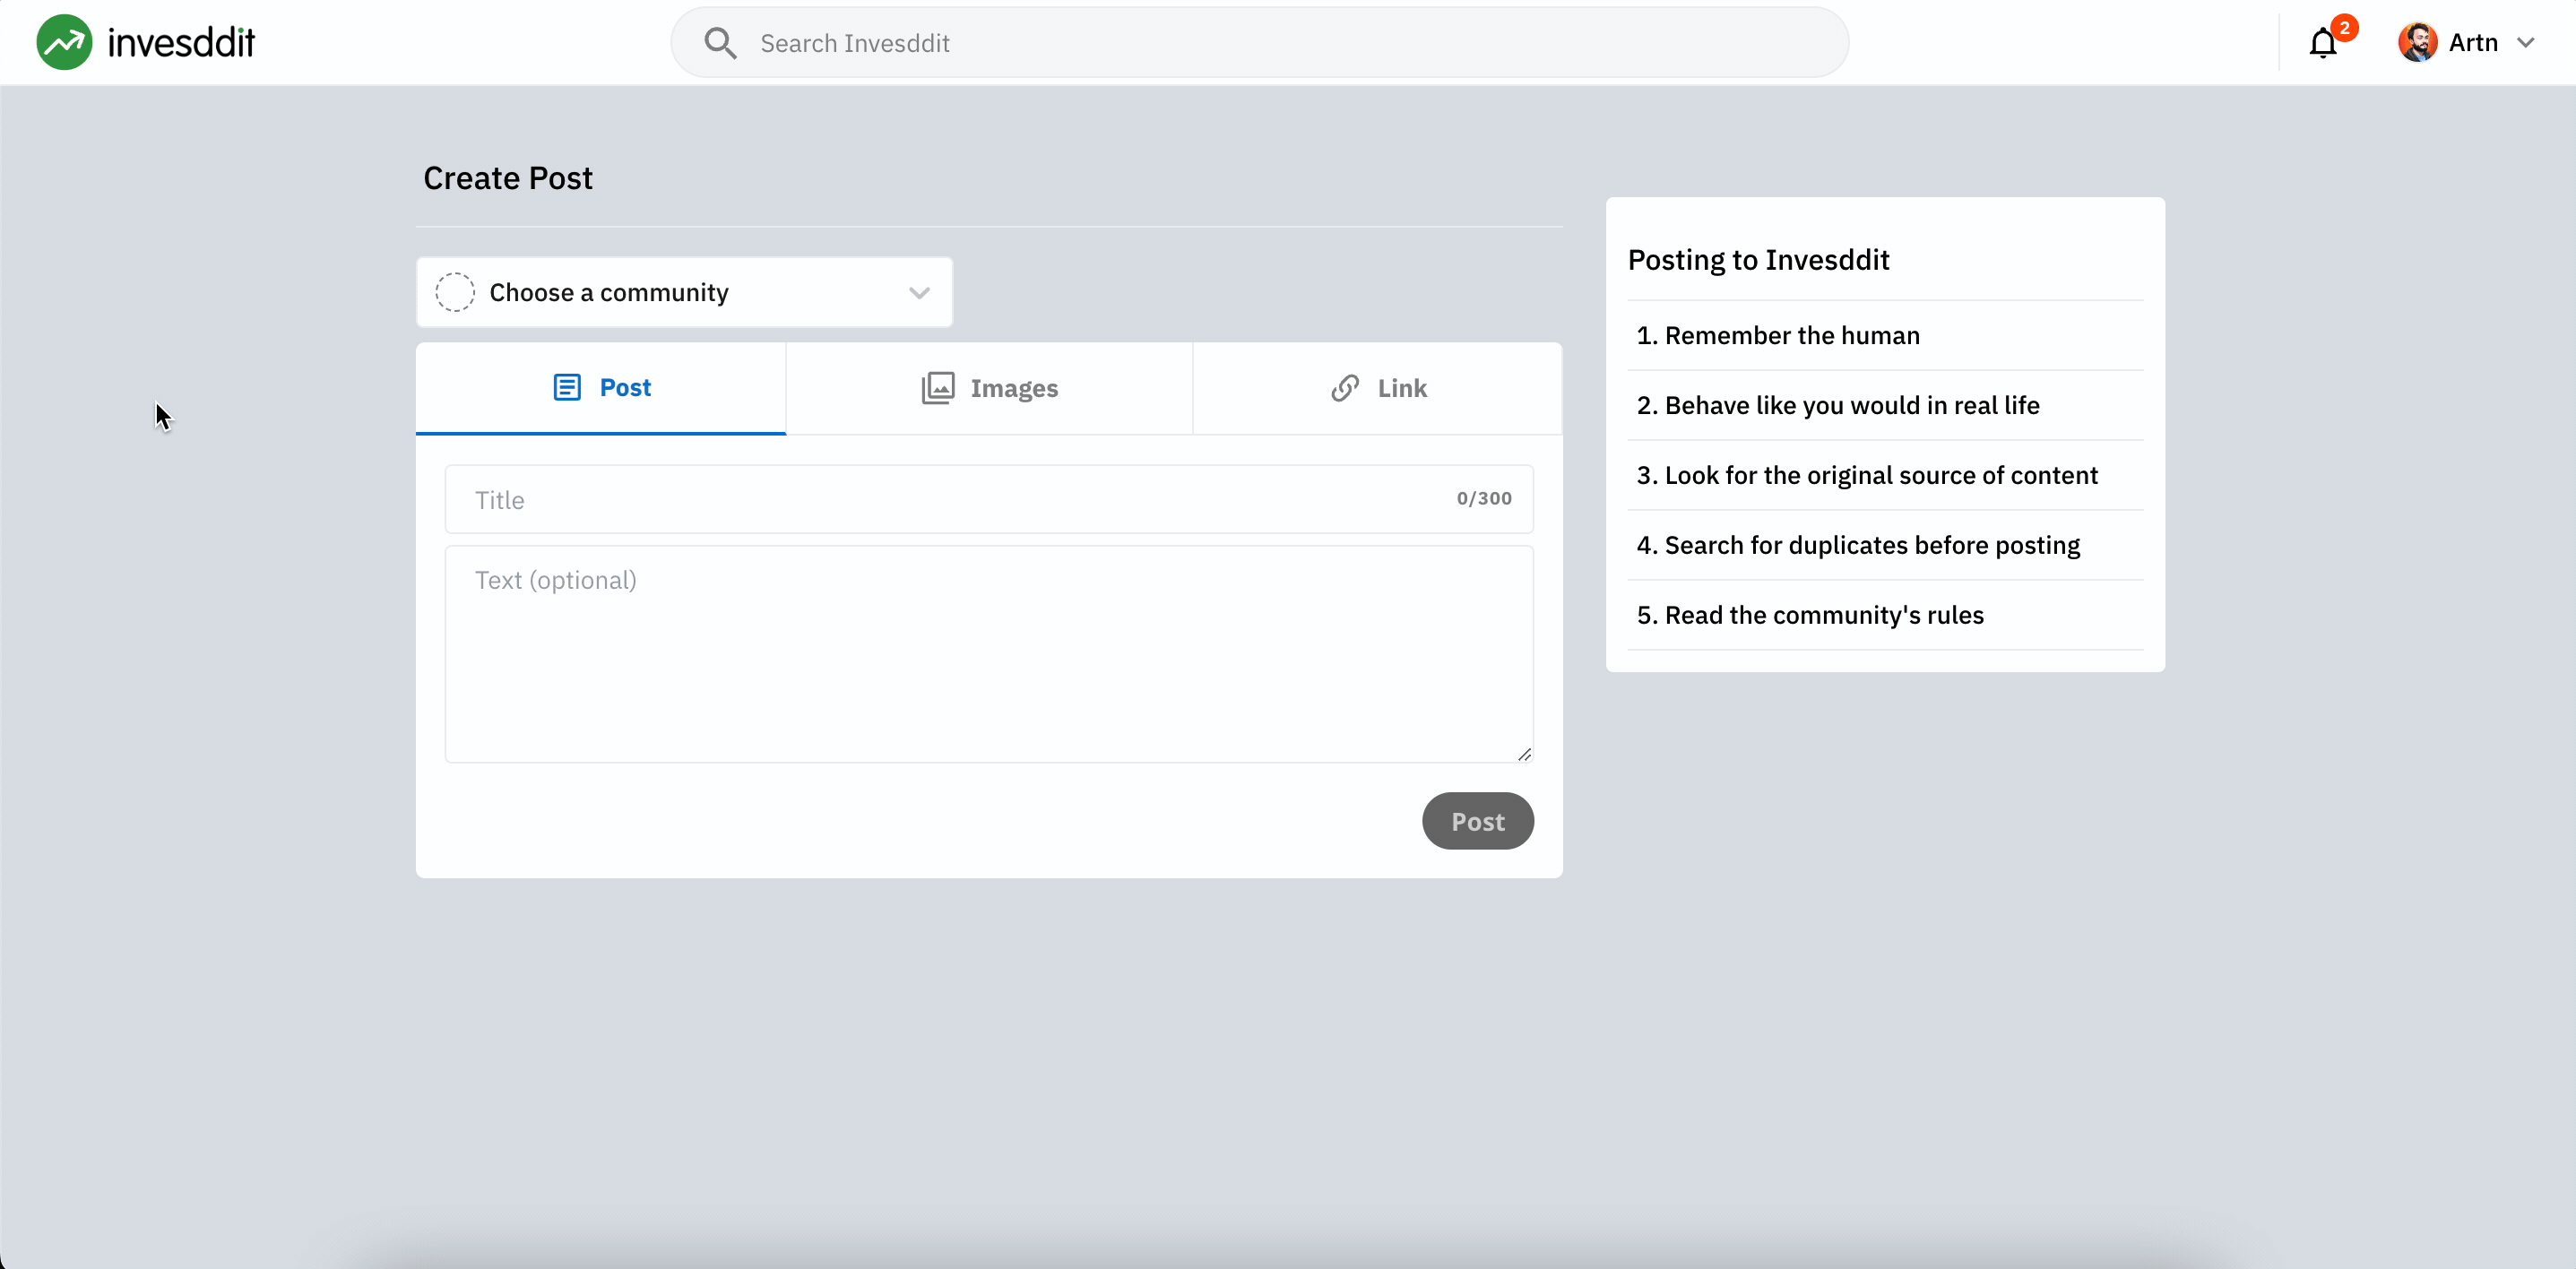 invesddit
Search Invesddit
2
Artn
Create Post
Choose a community
Post
Images
Link
Title
0/300
Text (optional)
Post
Posting to Invesddit
1. Remember the human
2. Behave like you would in real life
3. Look for the original source of content
4. Search for duplicates before posting
5. Read the community's rules